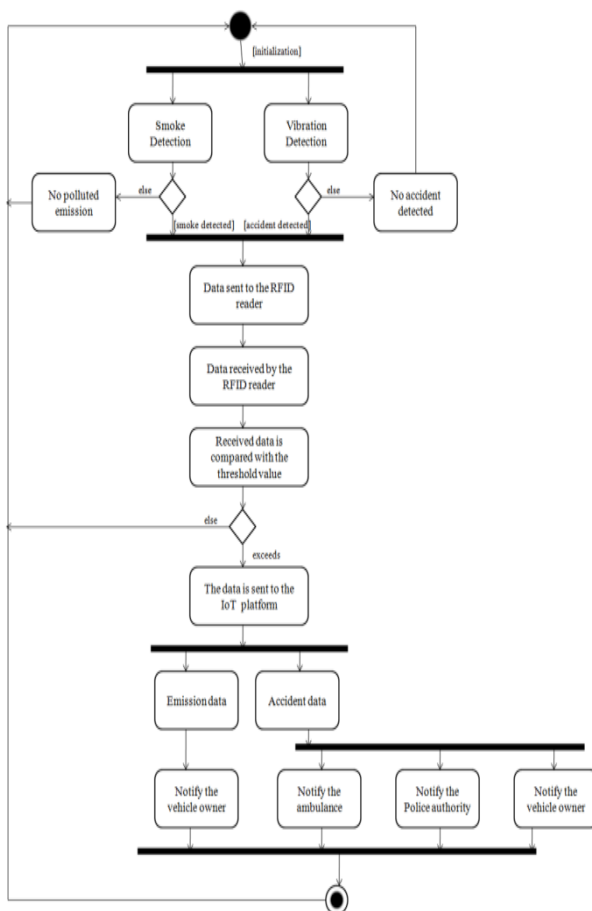 [initialization]
Smoke
Detection
Vibration
Detection
else
else
No polluted
emission
No accident
detected
[smoke detected]
[accident detected]
Data sent to the RFID
reader
Data received by the
RFID reader
Received data is
compared with the
threshold value
else
exceeds
The data is sent to the
IoT platform
Emission data
Accident data
Notify the
vehicle owner
Notify the
ambulance
Notify the
Police authority
Notify the
vehicle owner